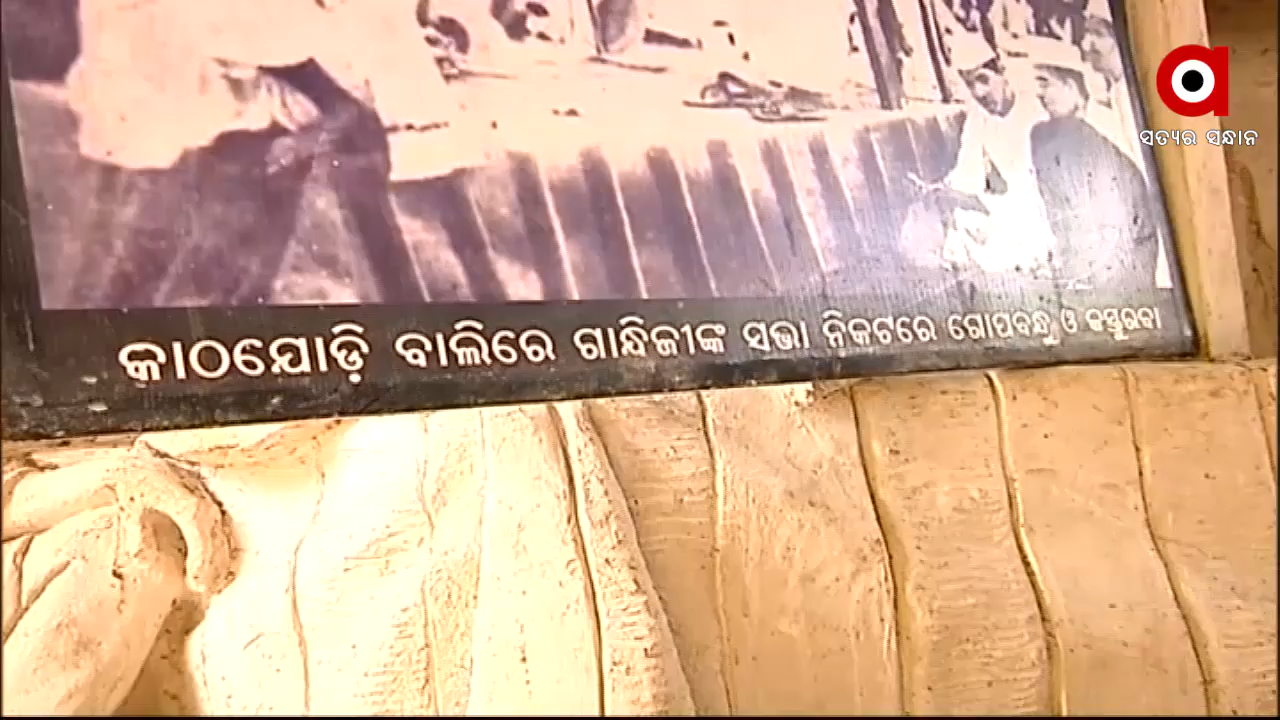 ସତ୍ୟର ସନ୍ଧାନ
କାଠଯୋଡ଼ି ବାଲିରେ ଗାନ୍ଧିଜୀଙ୍କ ସଭା ନିକଟରେ ଗୋପବନ୍ଧୁ ଓ କସ୍ତୁରବା